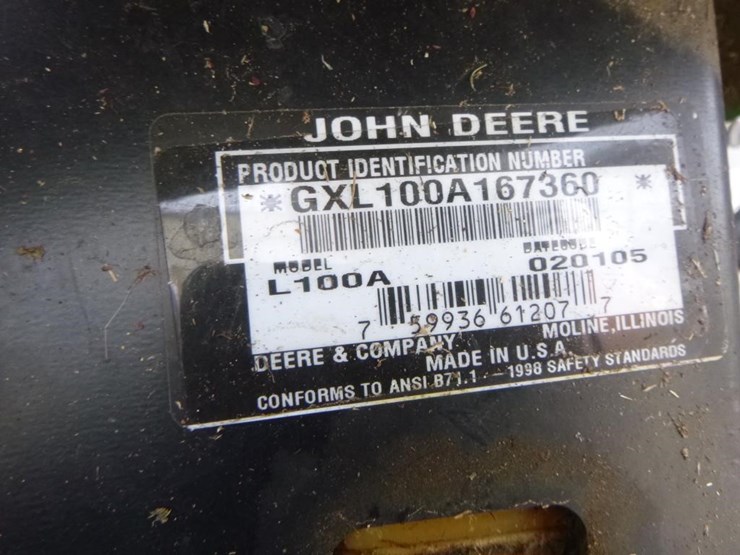 JOHN DEERE
PRODUCT IDENTIFICATION NUMBER
* GXL100A167360 *
MODEL DATECODE
L100A 020105
7 59936 61207 7
DEERE & COMPANY MOLINE, ILLINOIS
MADE IN U.S.A.
CONFORMS TO ANSI B71.1 - 1998 SAFETY STANDARDS